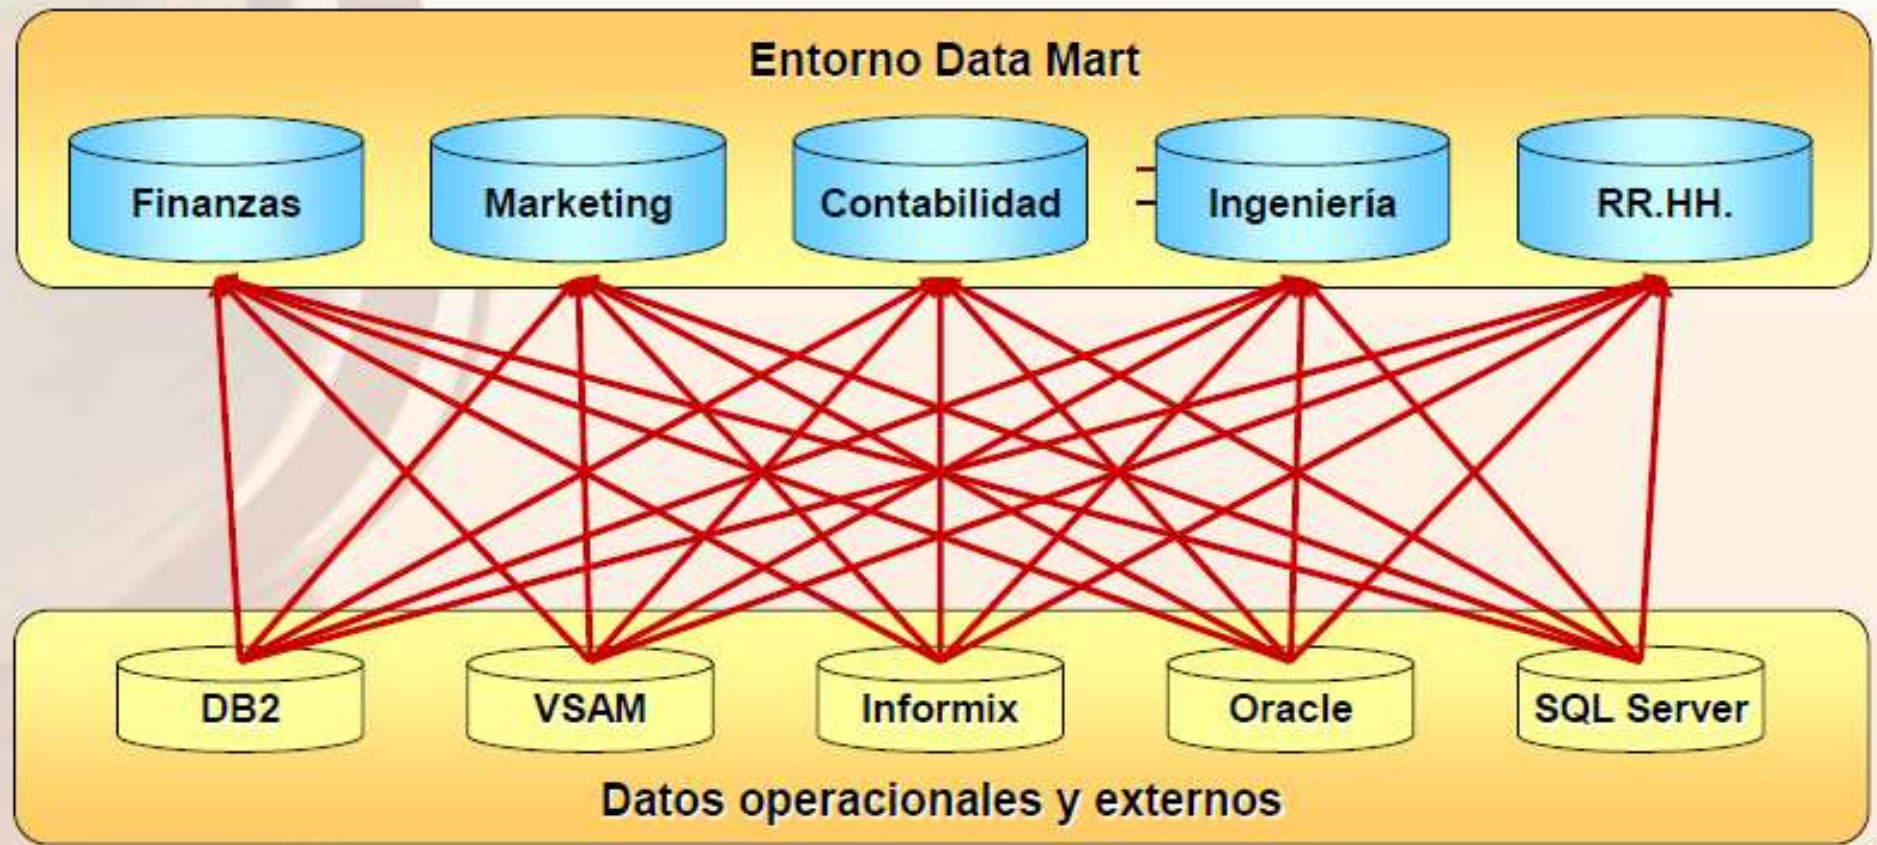 Entorno Data Mart
Finanzas
Marketing
Contabilidad
Ingeniería
RR.HH.
DB2
VSAM
Informix
Oracle
SQL Server
Datos operacionales y externos